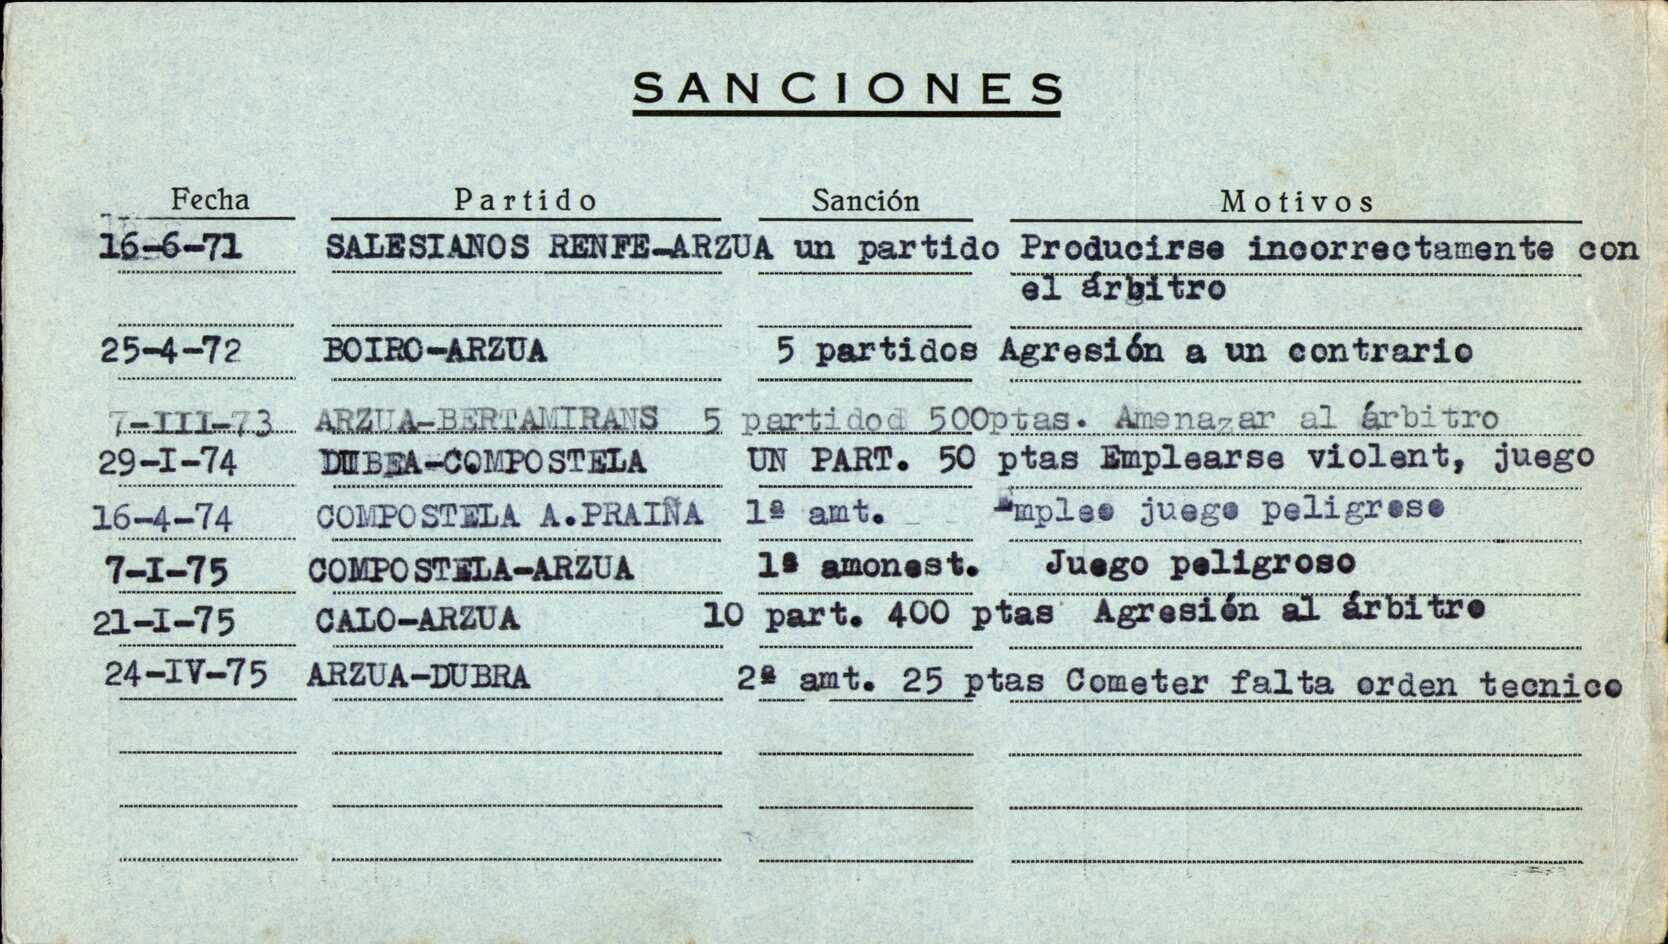 SANCIONES
Fecha Partido Sanción Motivos
16-6-71 SALESIANOS RENFE-ARZUA un partido Producirse incorrectamente con
el árbitro
25-4-72 BOIRO-ARZUA 5 partidos Agresión a un contrario
7-III-73 ARZUA-BERTAMIRANS 5 partidod 500ptas. Amenazar al árbitro
29-I-74 COMPOSTELA UN PART. 50 ptas Emplearse violent, juego
16-4-74 COMPOSTELA A.PRAIÑA 1ª amt. Empleo juego peligroso
7-I-75 COMPOSTELA-ARZUA 1ª amonest. Juego peligroso
21-I-75 CALO-ARZUA 10 part. 400 ptas Agresión al árbitro
24-IV-75 ARZUA-DUBRA 2ª amt. 25 ptas Cometer falta orden tecnico